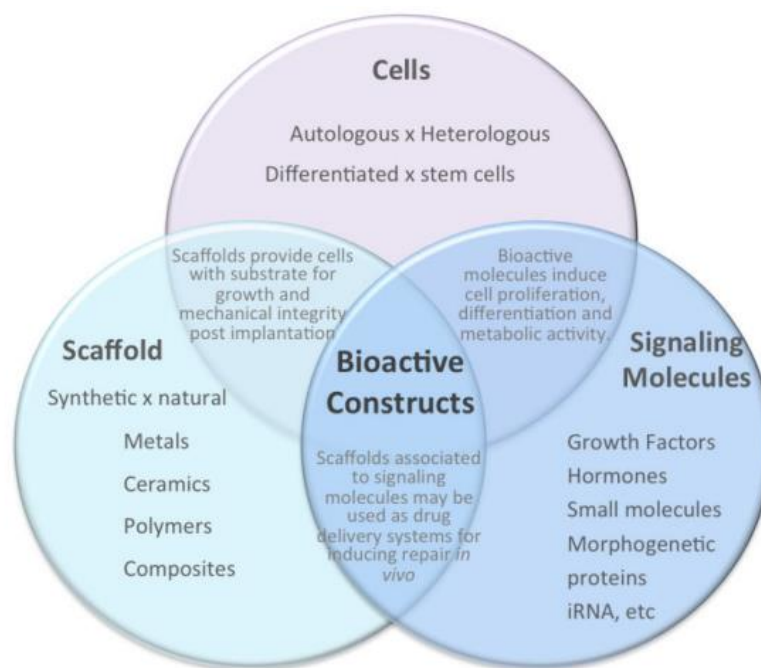 Cells
Autologous x Heterologous
Differentiated x stem cells
Scaffolds provide cells
with substrate for
growth and
mechanical integrity
post implantation
Bioactive
molecules induce
cell proliferation,
differentiation and
metabolic activity.
Scaffold
Synthetic x natural
Metals
Ceramics
Polymers
Composites
Bioactive
Constructs
Scaffolds associated
to signaling
molecules may be
used as drug
delivery systems for
inducing repair in
vivo
Signaling
Molecules
Growth Factors
Hormones
Small molecules
Morphogenetic
proteins
iRNA, etc